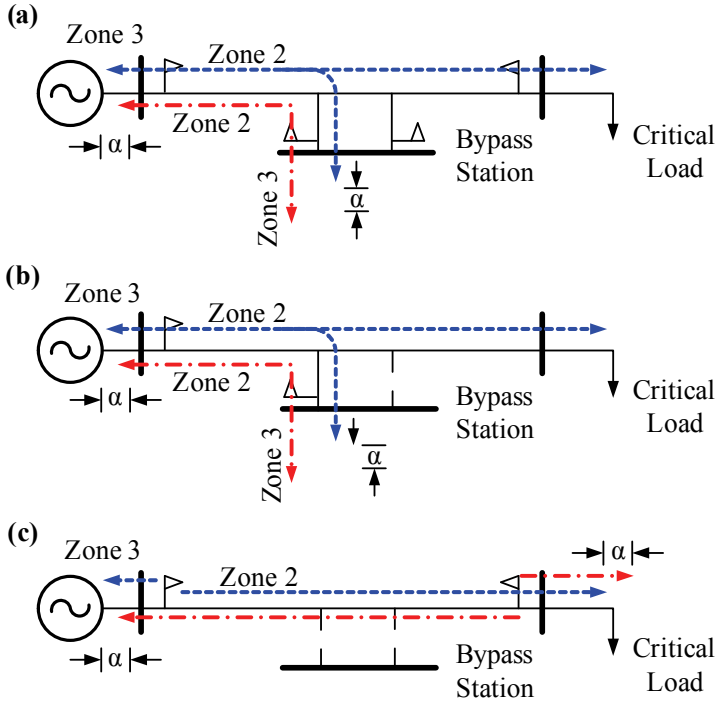 (a)
Zone 3
Zone 2
Zone 2
α
Zone 3
α
Bypass
Station
Critical
Load
(b)
Zone 3
Zone 2
Zone 2
α
Zone 3
α
Bypass
Station
Critical
Load
(c)
Zone 3
Zone 2
α
α
Bypass
Station
Critical
Load